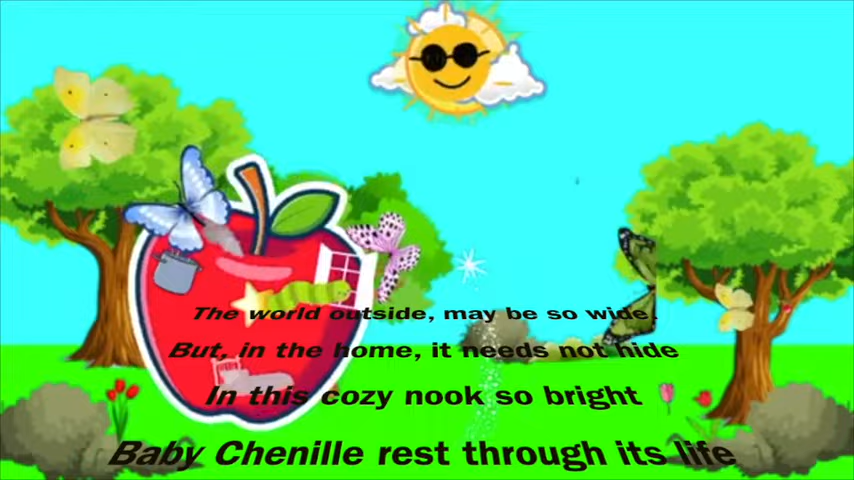 The world outside, may be so wide.
But, in the home, it needs not hide
In this cozy nook so bright
Baby Chenille rest through its life